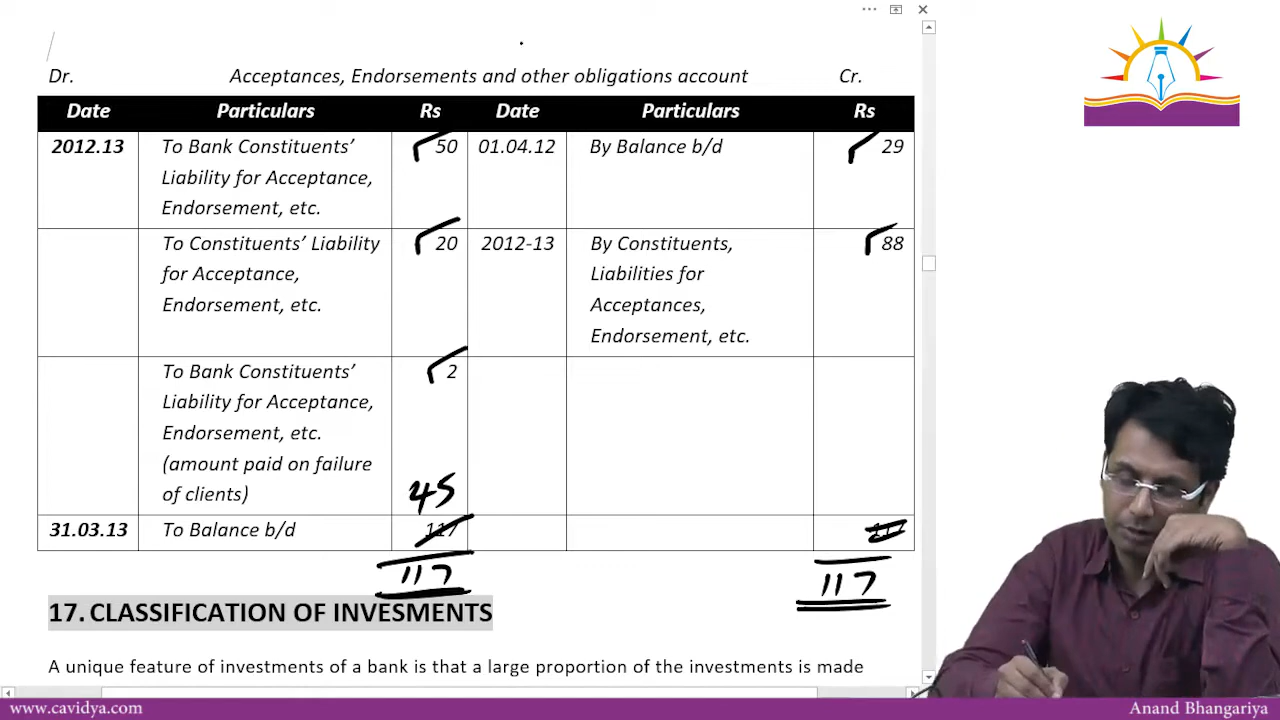 Dr. Acceptances, Endorsements and other obligations account Cr.
Date Particulars Rs Date Particulars Rs
2012.13 To Bank Constituents’ 50 01.04.12 By Balance b/d 29
Liability for Acceptance,
Endorsement, etc.
To Constituents’ Liability 20 2012-13 By Constituents, 88
for Acceptance, Liabilities for
Endorsement, etc. Acceptances,
Endorsement, etc.
To Bank Constituents’ 2
Liability for Acceptance,
Endorsement, etc.
(amount paid on failure
of clients) 45
31.03.13 To Balance b/d 117 117
117 117
17. CLASSIFICATION OF INVESMENTS
A unique feature of investments of a bank is that a large proportion of the investments is made
www.cavidya.com Anand Bhangariya